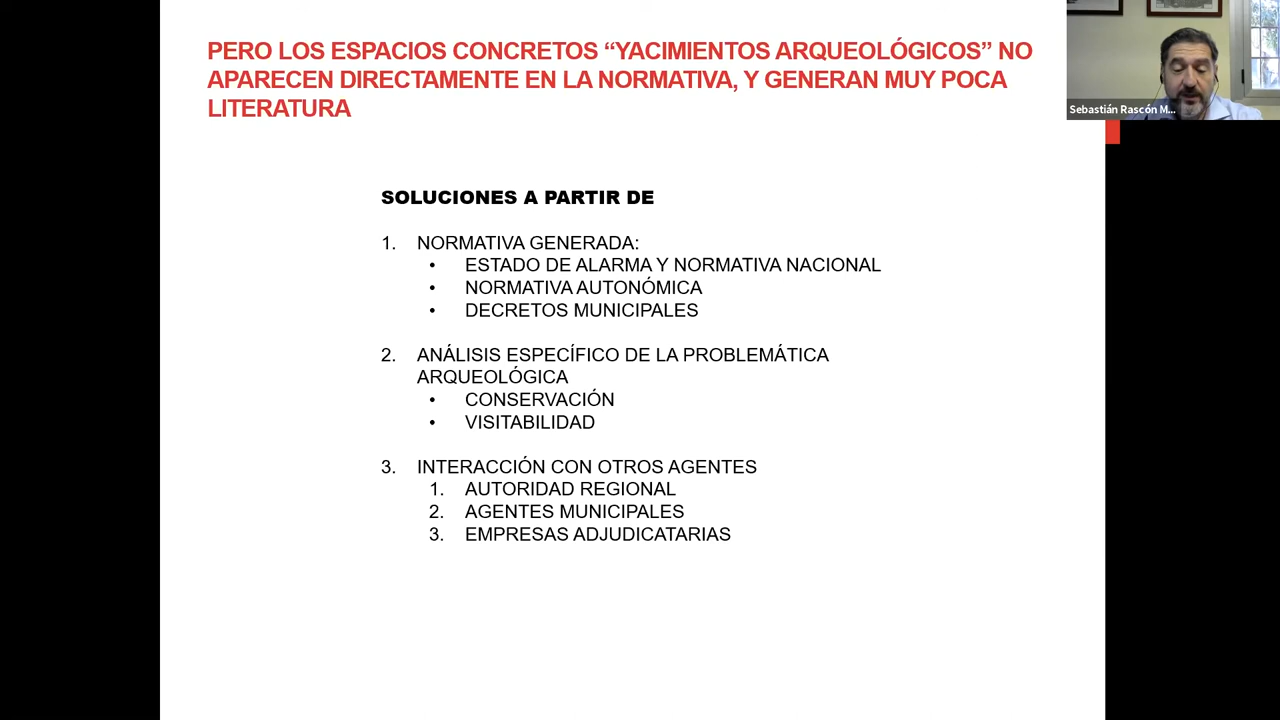 PERO LOS ESPACIOS CONCRETOS “YACIMIENTOS ARQUEOLÓGICOS” NO
APARECEN DIRECTAMENTE EN LA NORMATIVA, Y GENERAN MUY POCA
LITERATURA
Sebastián Rascón M...
SOLUCIONES A PARTIR DE
1. NORMATIVA GENERADA:
• ESTADO DE ALARMA Y NORMATIVA NACIONAL
• NORMATIVA AUTONÓMICA
• DECRETOS MUNICIPALES
2. ANÁLISIS ESPECÍFICO DE LA PROBLEMÁTICA
ARQUEOLÓGICA
• CONSERVACIÓN
• VISITABILIDAD
3. INTERACCIÓN CON OTROS AGENTES
1. AUTORIDAD REGIONAL
2. AGENTES MUNICIPALES
3. EMPRESAS ADJUDICATARIAS